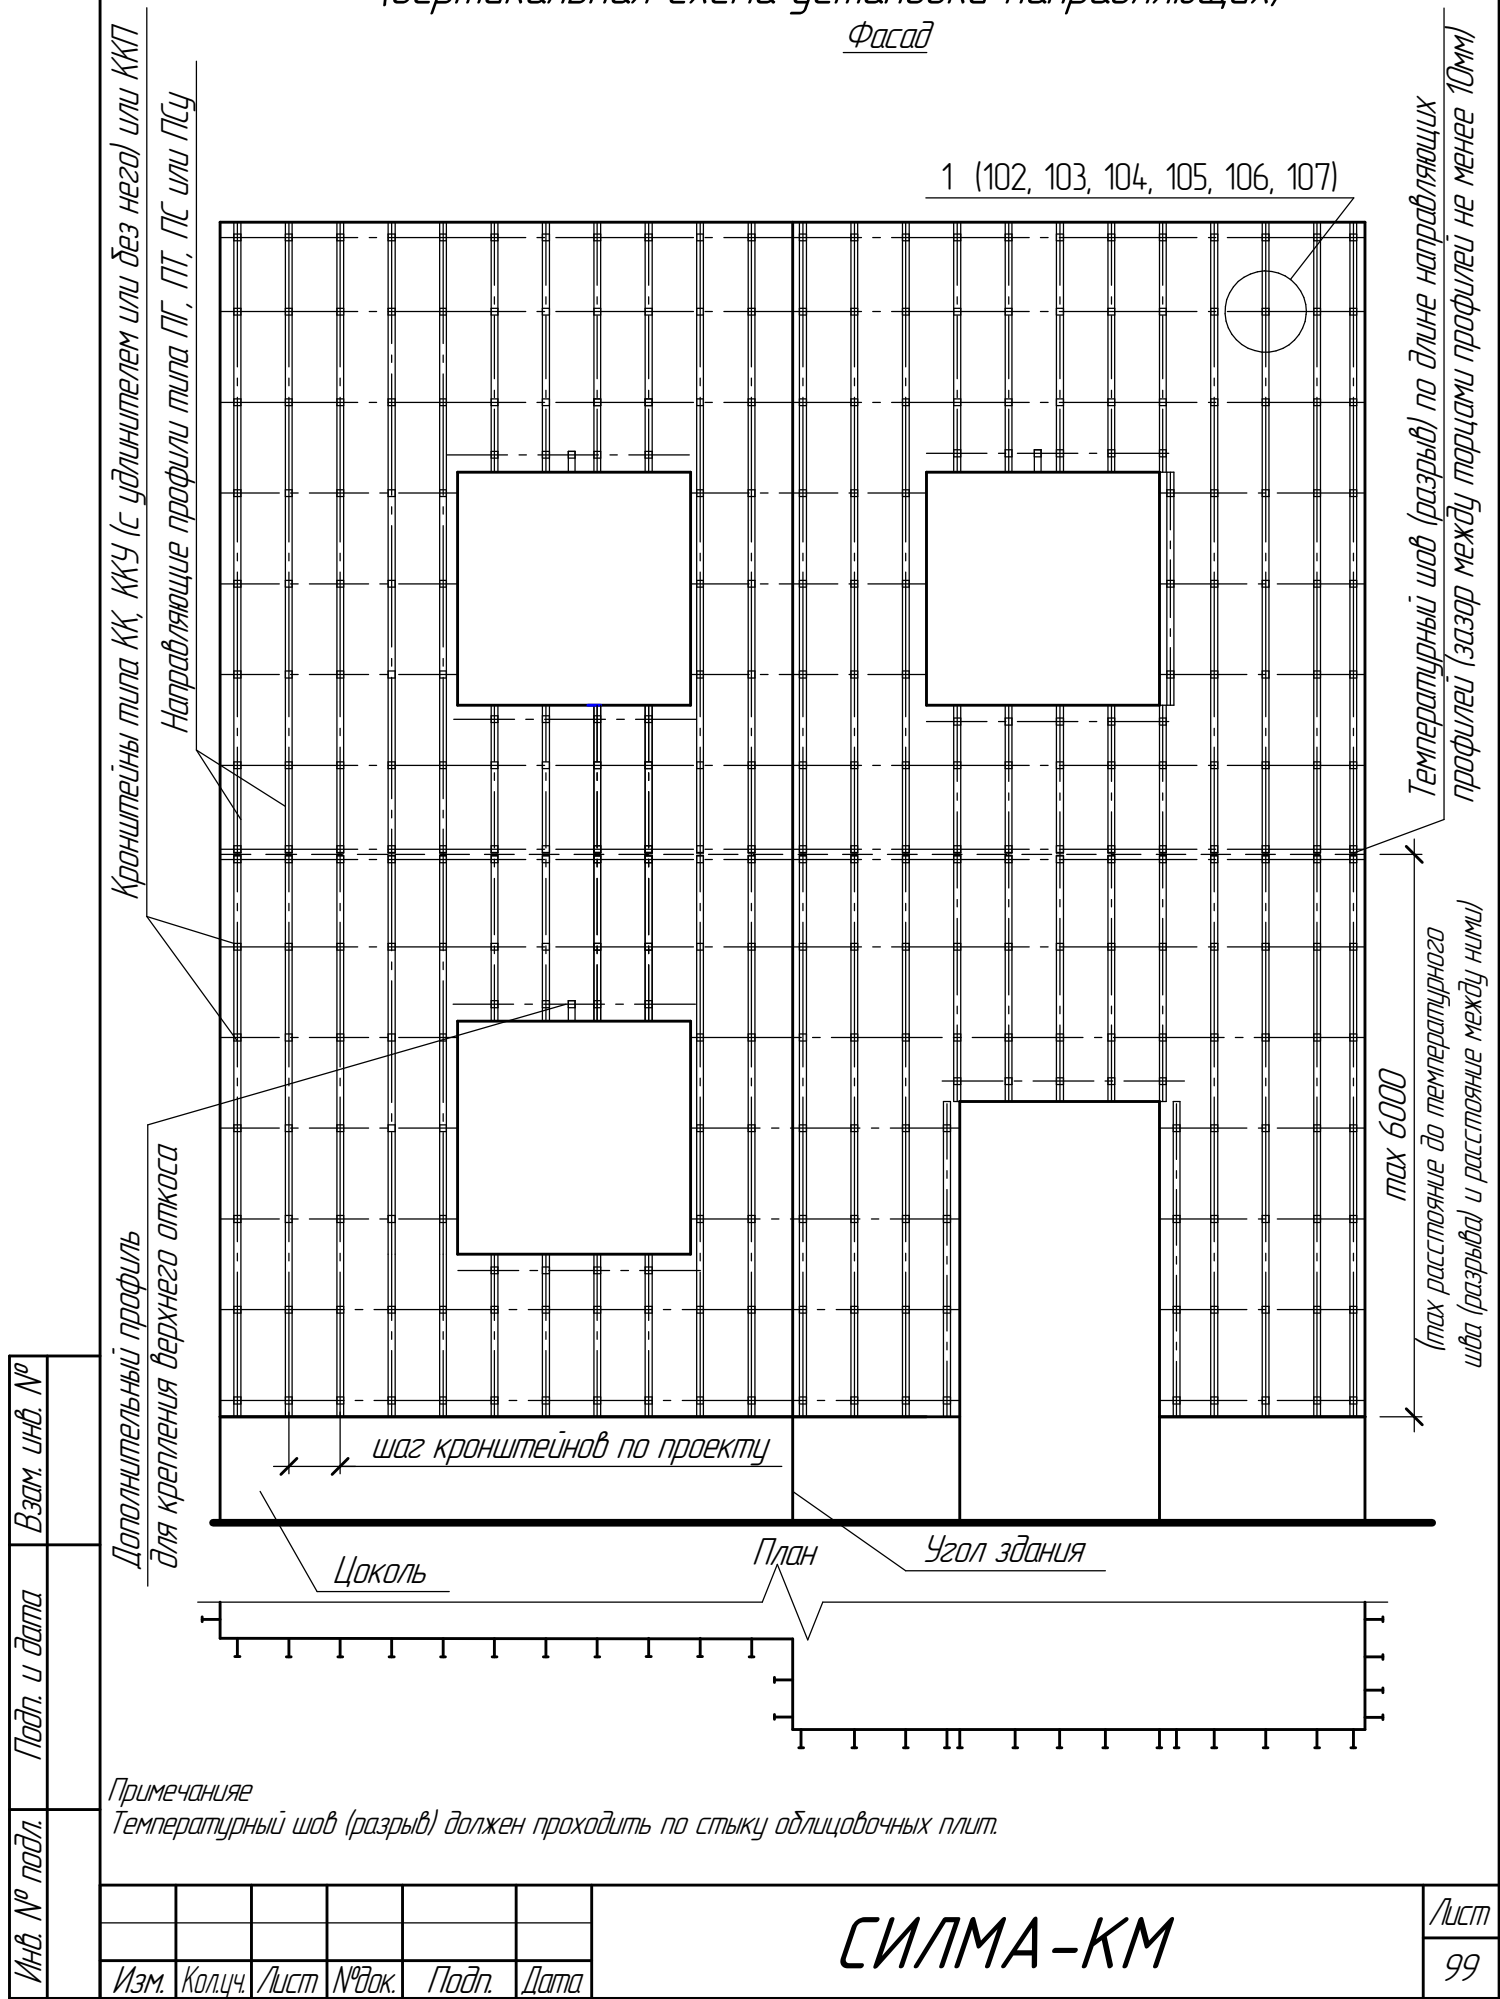 (вертикальная схема установки направляющих)
Фасад
Кронштейны типа КК, ККУ (с удлинителем или без него) или ККП
Направляющие профили типа ПГ, ПТ, ПС или ПСу
1 (102, 103, 104, 105, 106, 107)
Температурный шов (разрыв) по длине направляющих
профилей (зазор между торцами профилей не менее 10мм)
max 6000
(max расстояние до температурного
шва (разрыва) и расстояние между ними)
Дополнительный профиль
для крепления верхнего откоса
шаг кронштейнов по проекту
Цоколь
План
Угол здания
Примечанияе
Температурный шов (разрыв) должен проходить по стыку облицовочных плит.
Взам. инв. №
Подп. и дата
Инв. № подл.
Изм. Кол.уч. Лист №док. Подп. Дата
СИЛМА-КМ
Лист
99